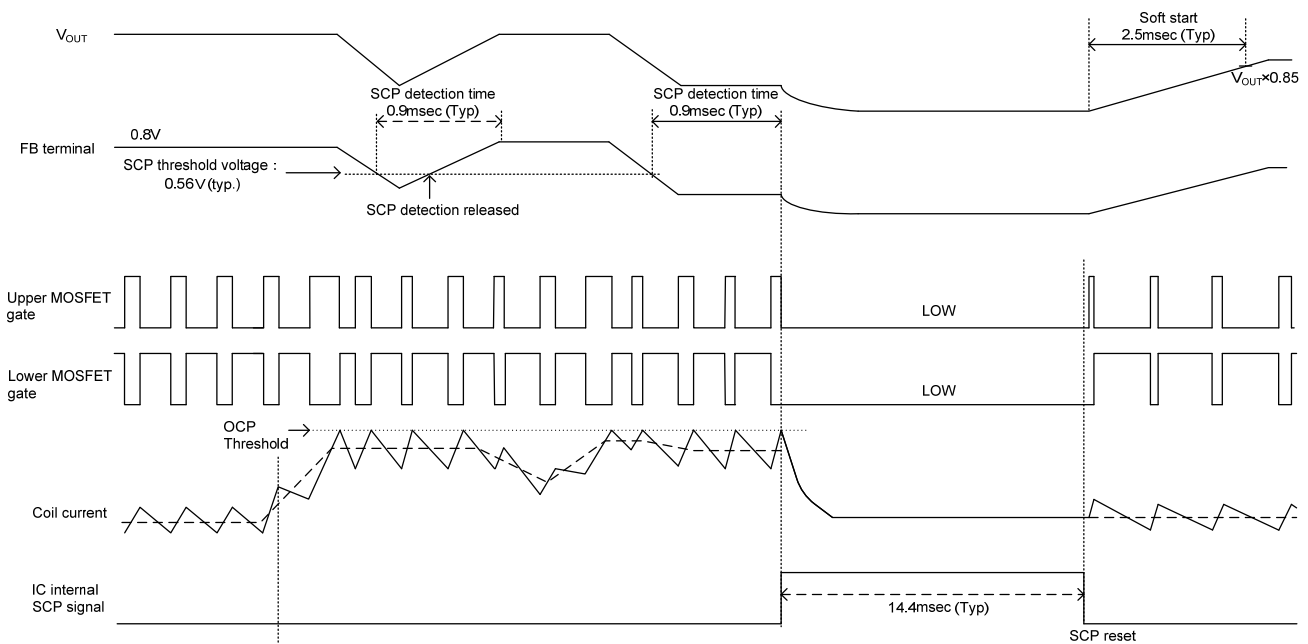 Soft start
2.5msec (Typ)
VOUT
VOUT×0.85
SCP detection time
0.9msec (Typ)
SCP detection time
0.9msec (Typ)
0.8V
FB terminal
SCP threshold voltage :
0.56V(typ.)
SCP detection released
Upper MOSFET
gate
LOW
Lower MOSFET
gate
LOW
OCP
Threshold
Coil current
IC internal
SCP signal
14.4msec (Typ)
SCP reset